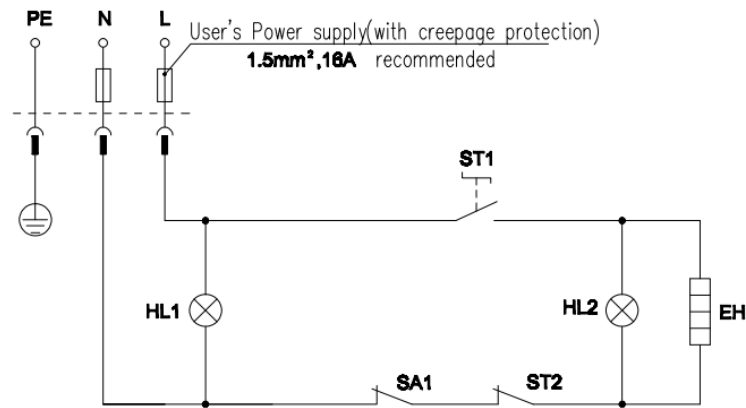 PE N L
User's Power supply(with creepage protection)
1.5mm²,16A recommended
ST1
HL1
HL2
EH
SA1
ST2